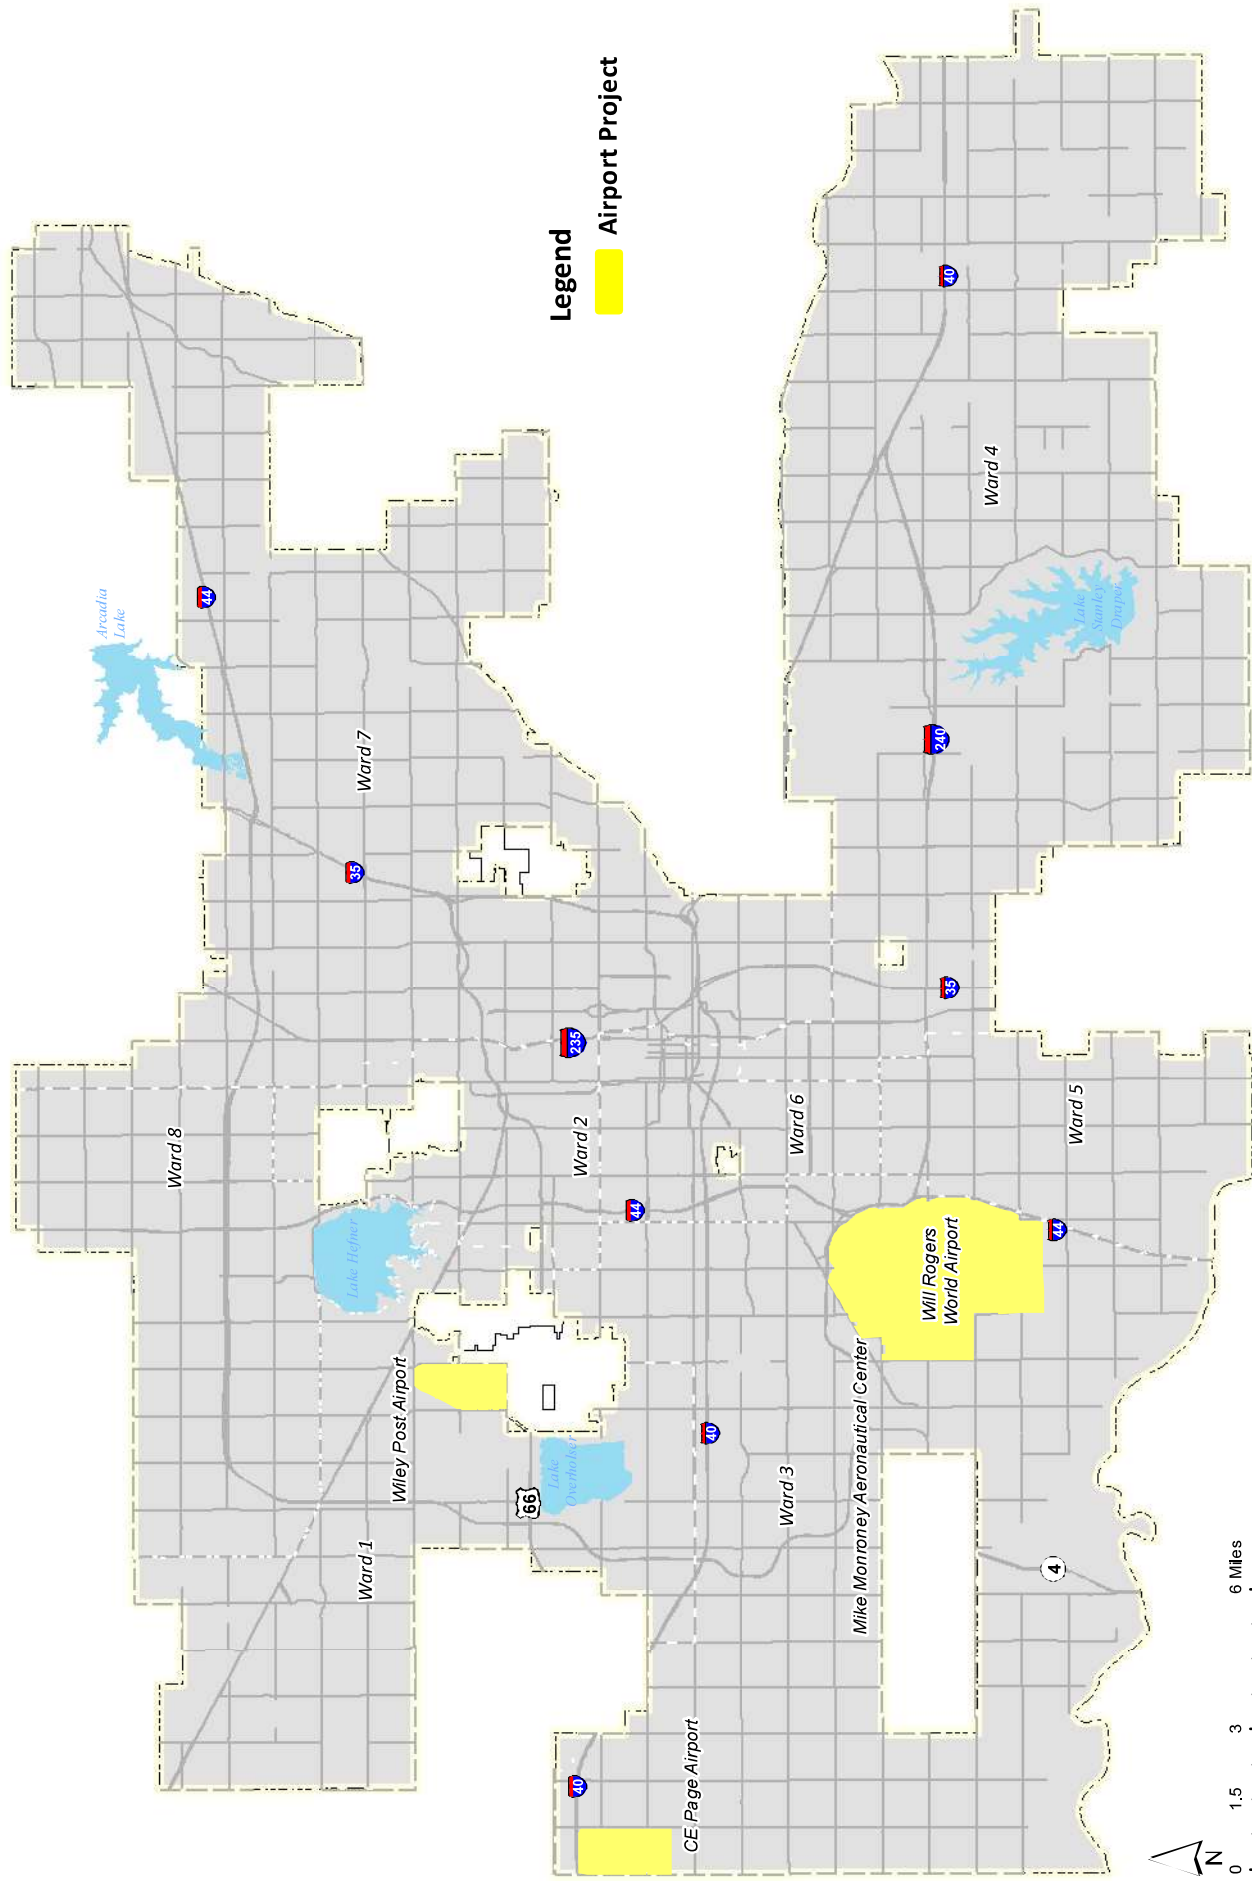 Legend
Airport Project
Arcadia
Lake
44
35
Ward 7
Ward 8
Lake Hefner
235
Ward 2
44
Wiley Post Airport
66
Lake
Overholser
Ward 1
40
Ward 4
Lake
Stanley
Draper
240
35
Ward 6
Ward 5
Will Rogers
World Airport
44
Mike Monroney Aeronautical Center
40
Ward 3
4
40
CE Page Airport
N
0 1.5 3 6 Miles